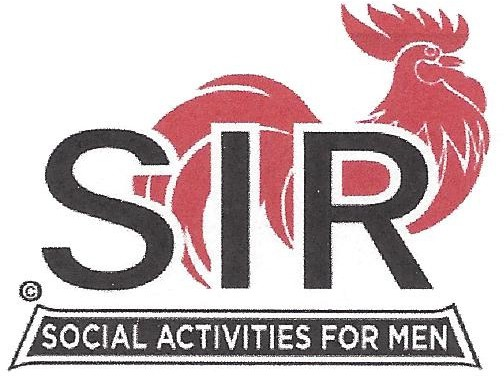 SIR
©
SOCIAL ACTIVITIES FOR MEN